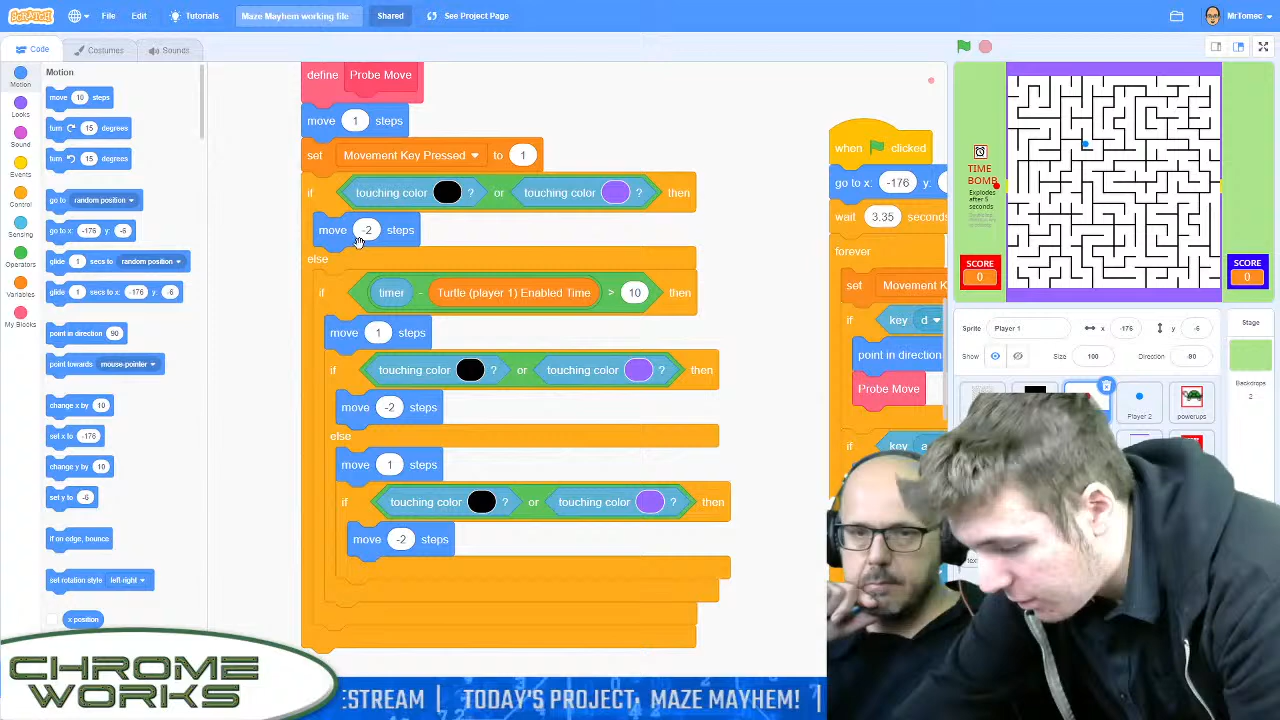 SCRATCH
File
Edit
Tutorials
Maze Mayhem working file
Shared
See Project Page
MrTomec
Code
Costumes
Sounds
Motion
Looks
Sound
Events
Control
Sensing
Operators
Variables
My Blocks
Motion
move 10 steps
turn 15 degrees
turn 15 degrees
go to random position
go to x: -176 y: -6
glide 1 secs to random position
glide 1 secs to x: -176 y: -6
point in direction 90
point towards mouse-pointer
change x by 10
set x to -176
change y by 10
set y to -6
if on edge, bounce
set rotation style left-right
x position
define Probe Move
move 1 steps
set Movement Key Pressed to 1
if touching color ? or touching color ? then
move -2 steps
else
if timer - Turtle (player 1) Enabled Time > 10 then
move 1 steps
if touching color ? or touching color ? then
move -2 steps
else
move 1 steps
if touching color ? or touching color ? then
move -2 steps
when clicked
go to x: -176 y:
wait 3.35 seconds
forever
set Movement K
if key d
point in direction
Probe Move
if key a
TIME
BOMB
Explodes
after 5
seconds
SCORE
0
SCORE
0
Sprite Player 1 x -176 y -6
Show Size 100 Direction -90
Stage
Backdrops
2
Player 2
powerups
CHROME
WORKS
ESTREAM | TODAY'S PROJECT, MAZE MAYHEM! |